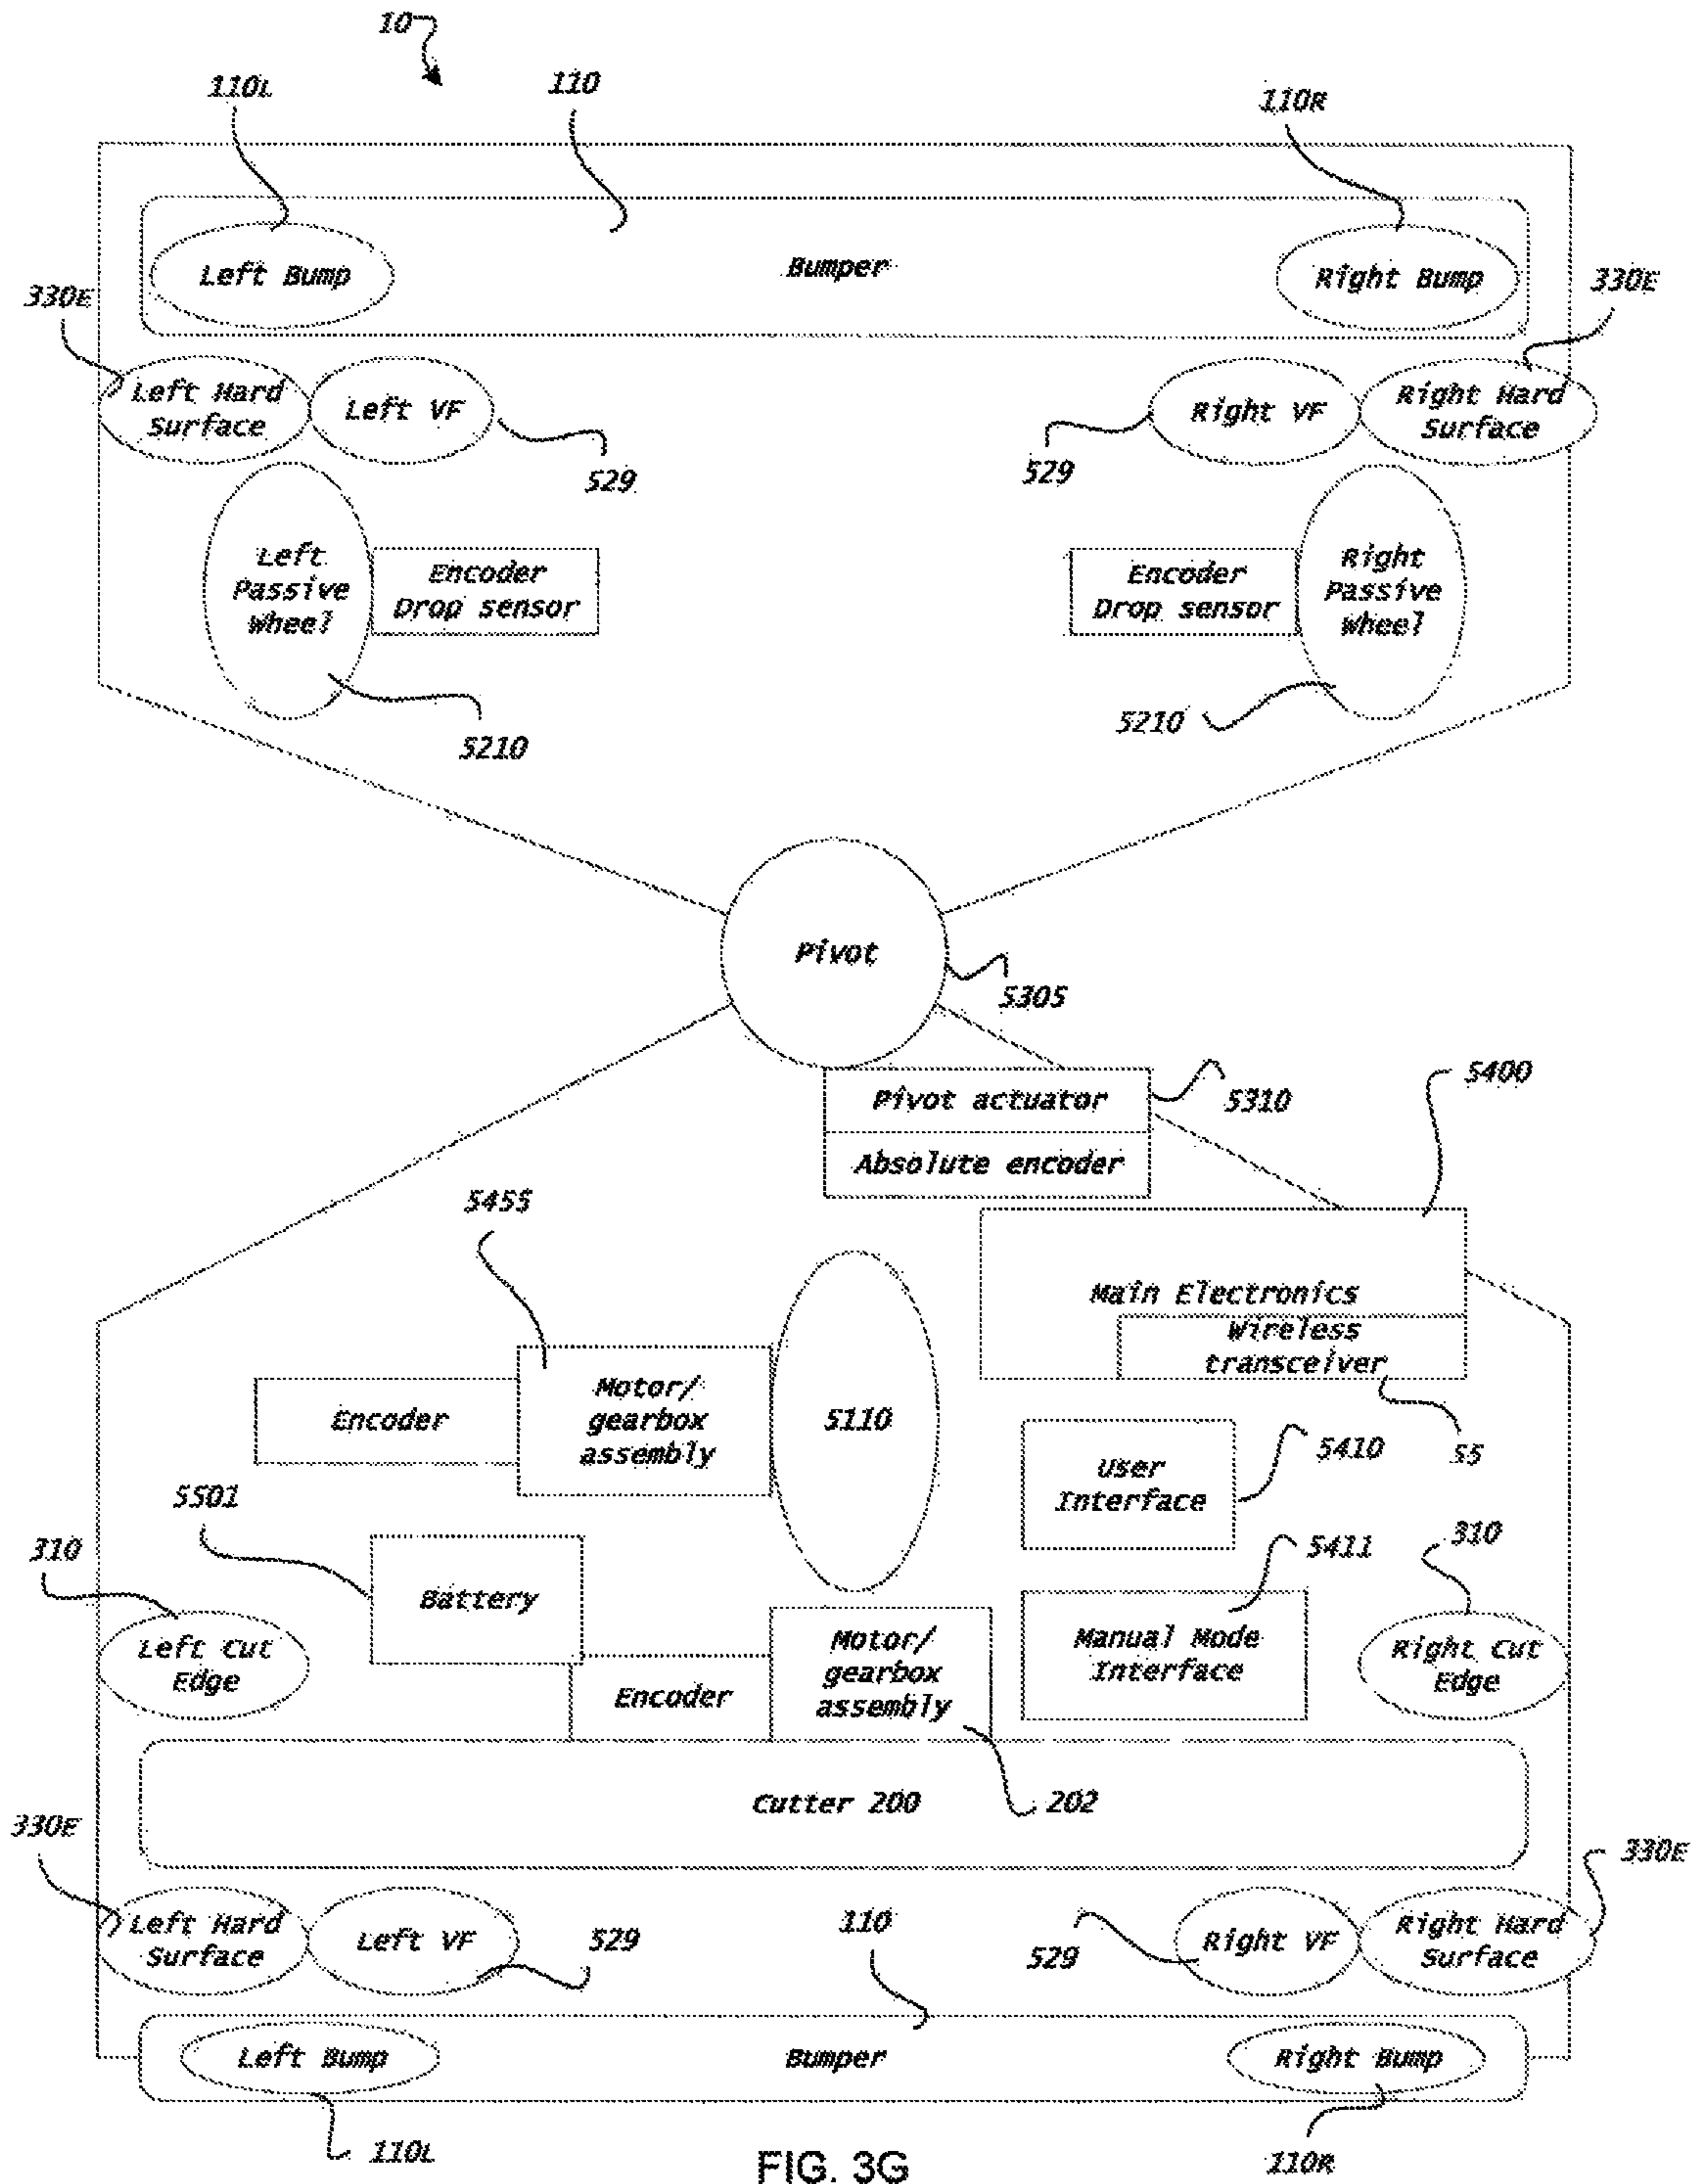 10
110L
110
110R
Left Bump
Bumper
Right Bump
330E
330E
Left Hard
Surface
Left VF
Right VF
Right Hard
Surface
529
529
Left
Passive
Wheel
Encoder
Drop sensor
Encoder
Drop sensor
Right
Passive
Wheel
5210
5210
Pivot
5305
Pivot actuator
5310
5400
Absolute encoder
5455
Main Electronics
Wireless
transceiver
55
Encoder
Motor/
gearbox
assembly
5110
User
Interface
5410
5501
310
Battery
5411
310
Left Cut
Edge
Encoder
Motor/
gearbox
assembly
Manual Mode
Interface
Right Cut
Edge
Cutter 200
202
330E
330E
Left Hard
Surface
Left VF
529
110
529
Right VF
Right Hard
Surface
Left Bump
Bumper
Right Bump
110L
110R
FIG. 3G